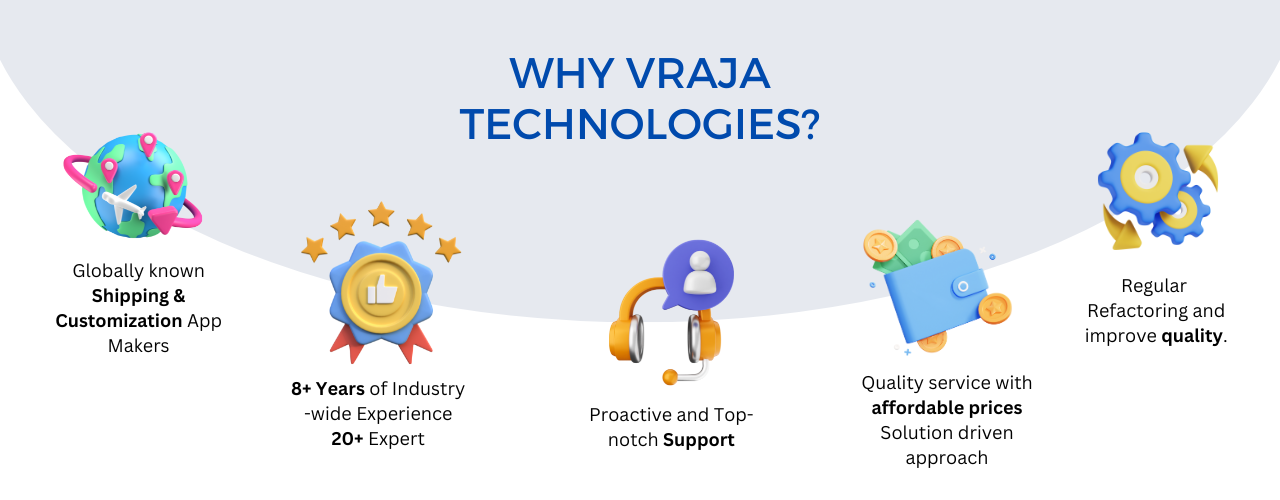 WHY VRAJA
TECHNOLOGIES?
Globally known
Shipping &
Customization App
Makers
8+ Years of Industry
-wide Experience
20+ Expert
Proactive and Top-
notch Support
Quality service with
affordable prices
Solution driven
approach
Regular
Refactoring and
improve quality.